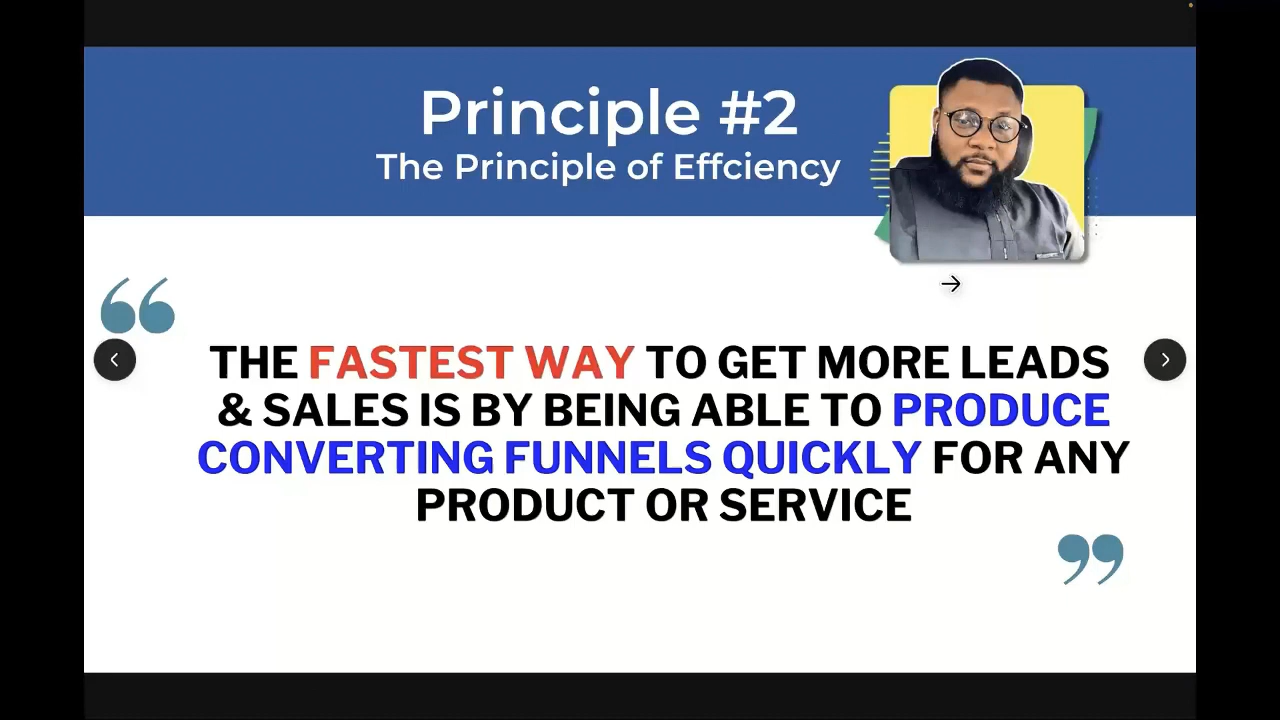 Principle #2
The Principle of Effciency
THE FASTEST WAY TO GET MORE LEADS
& SALES IS BY BEING ABLE TO PRODUCE
CONVERTING FUNNELS QUICKLY FOR ANY
PRODUCT OR SERVICE